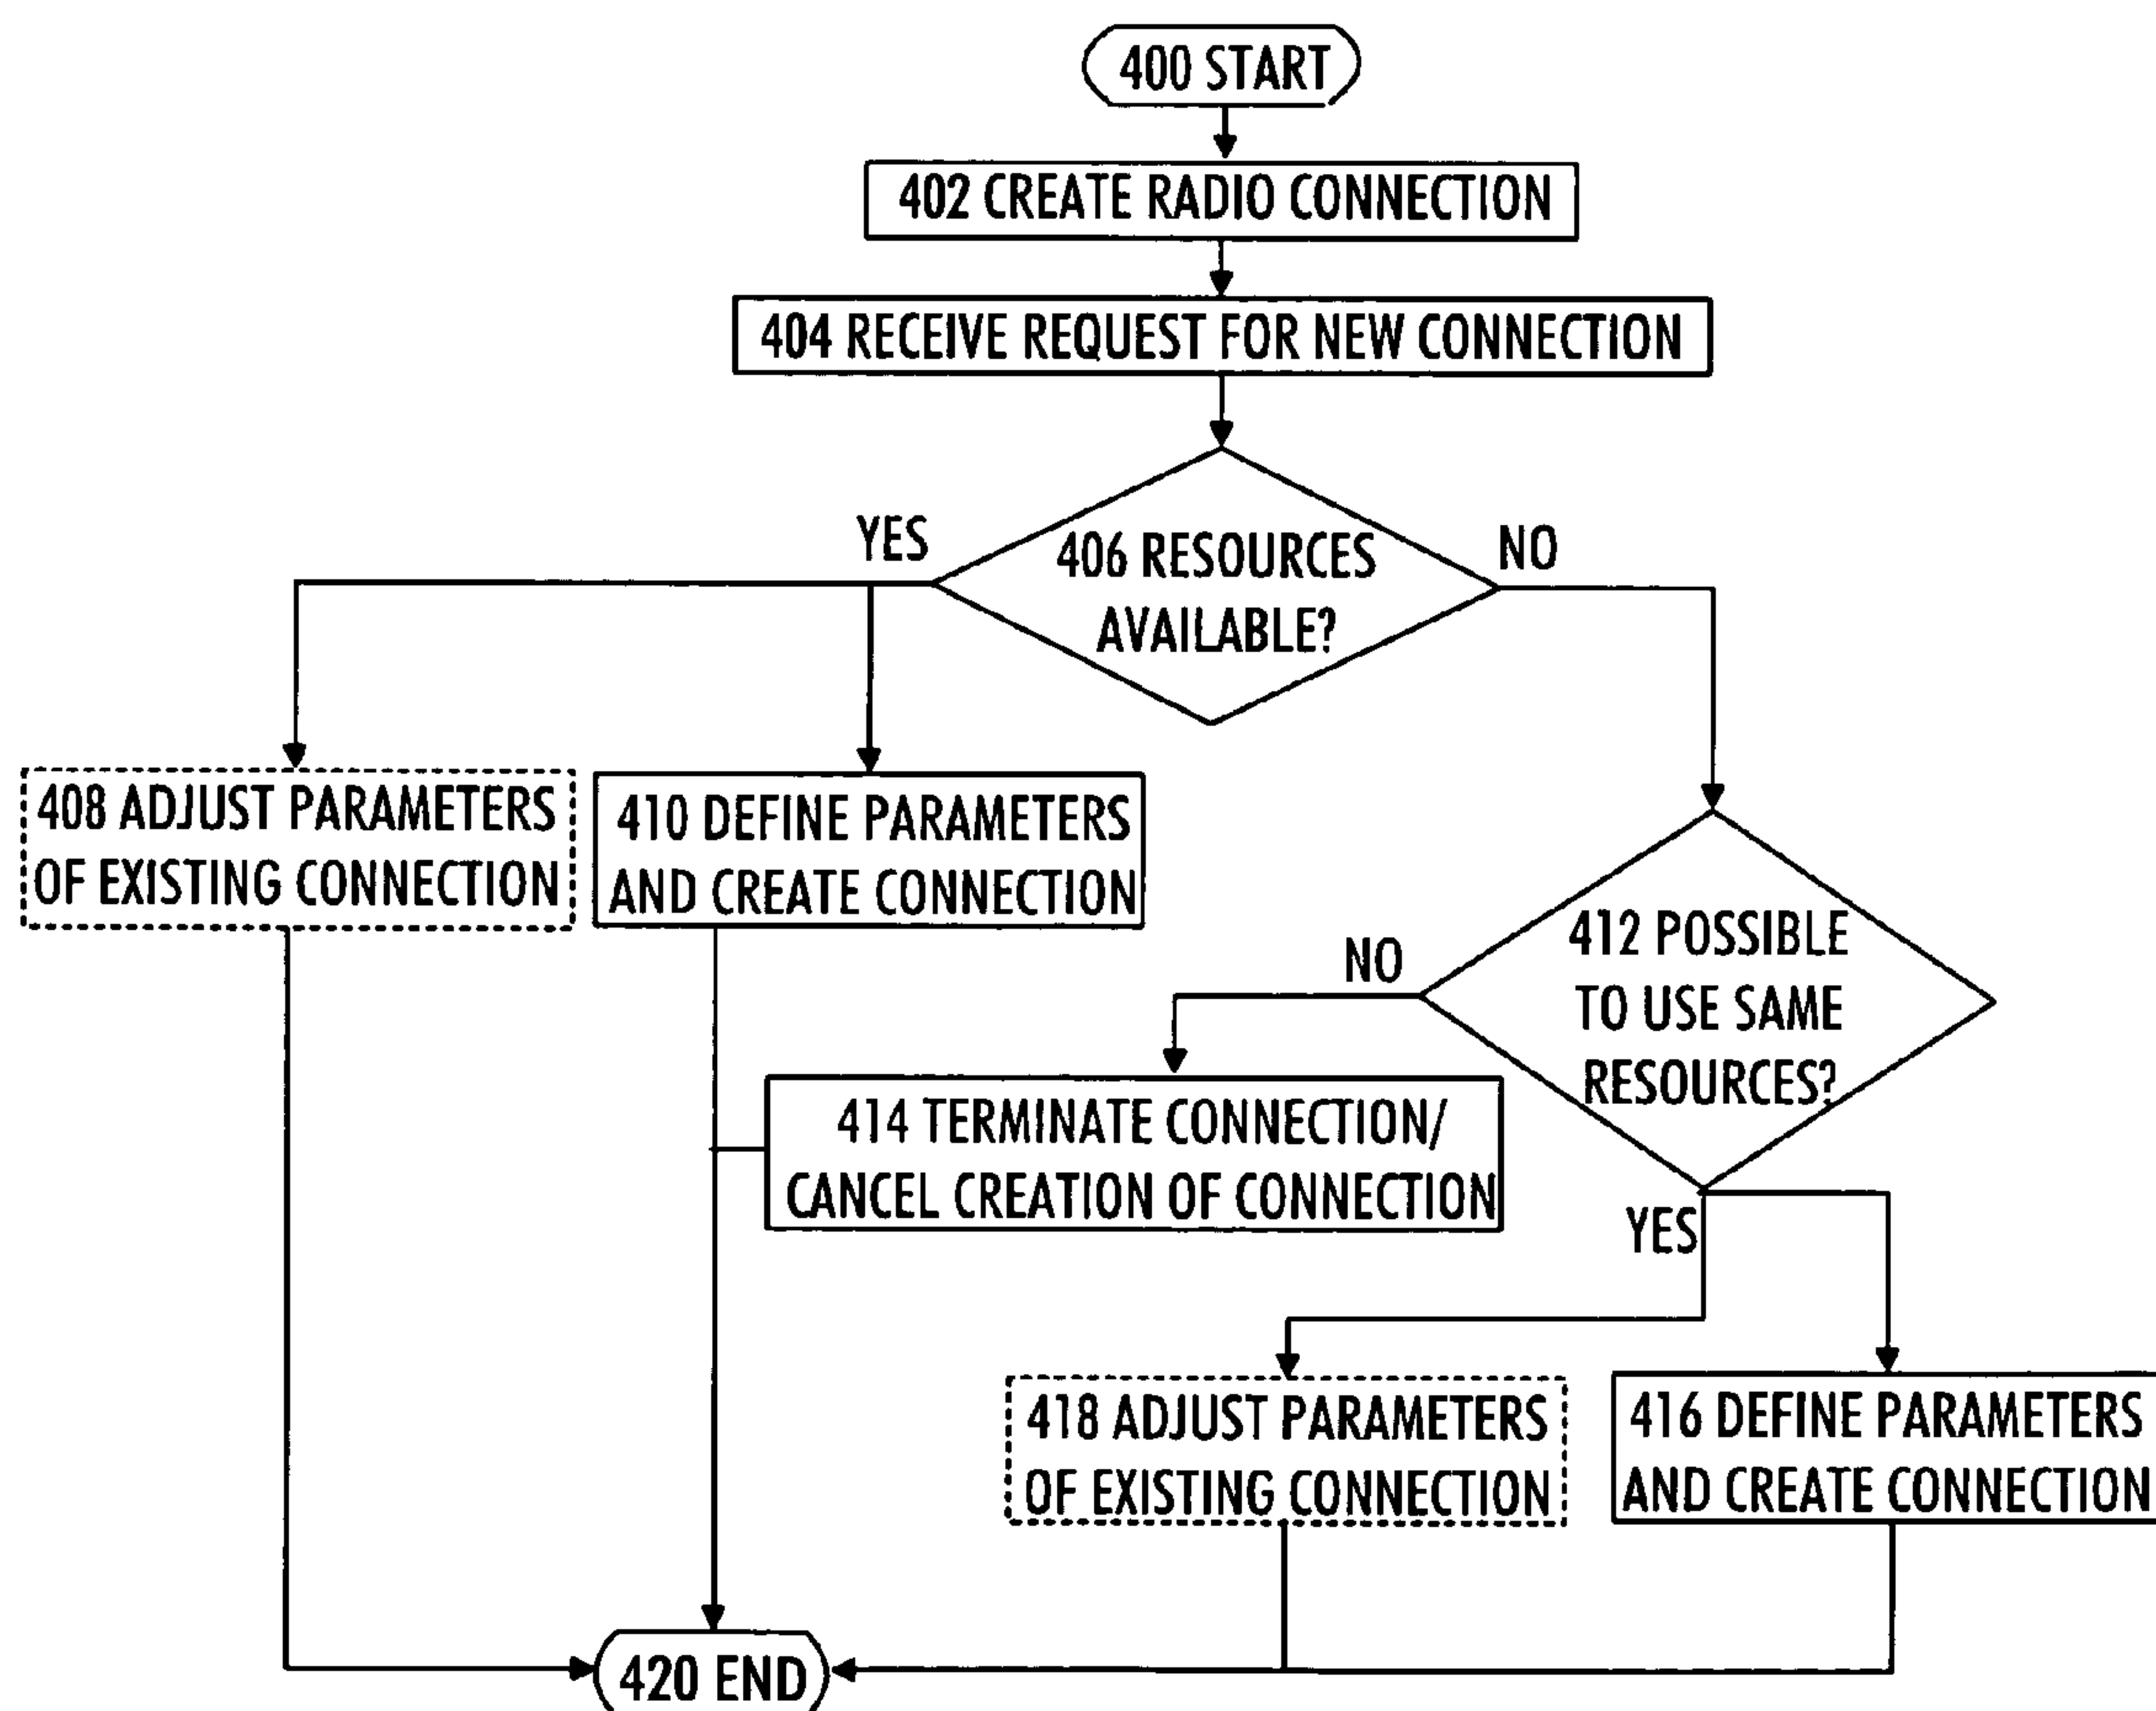 400 START
402 CREATE RADIO CONNECTION
404 RECEIVE REQUEST FOR NEW CONNECTION
YES
406 RESOURCES
AVAILABLE?
NO
408 ADJUST PARAMETERS
OF EXISTING CONNECTION
410 DEFINE PARAMETERS
AND CREATE CONNECTION
412 POSSIBLE
TO USE SAME
RESOURCES?
NO
414 TERMINATE CONNECTION/
CANCEL CREATION OF CONNECTION
YES
418 ADJUST PARAMETERS
OF EXISTING CONNECTION
416 DEFINE PARAMETERS
AND CREATE CONNECTION
420 END